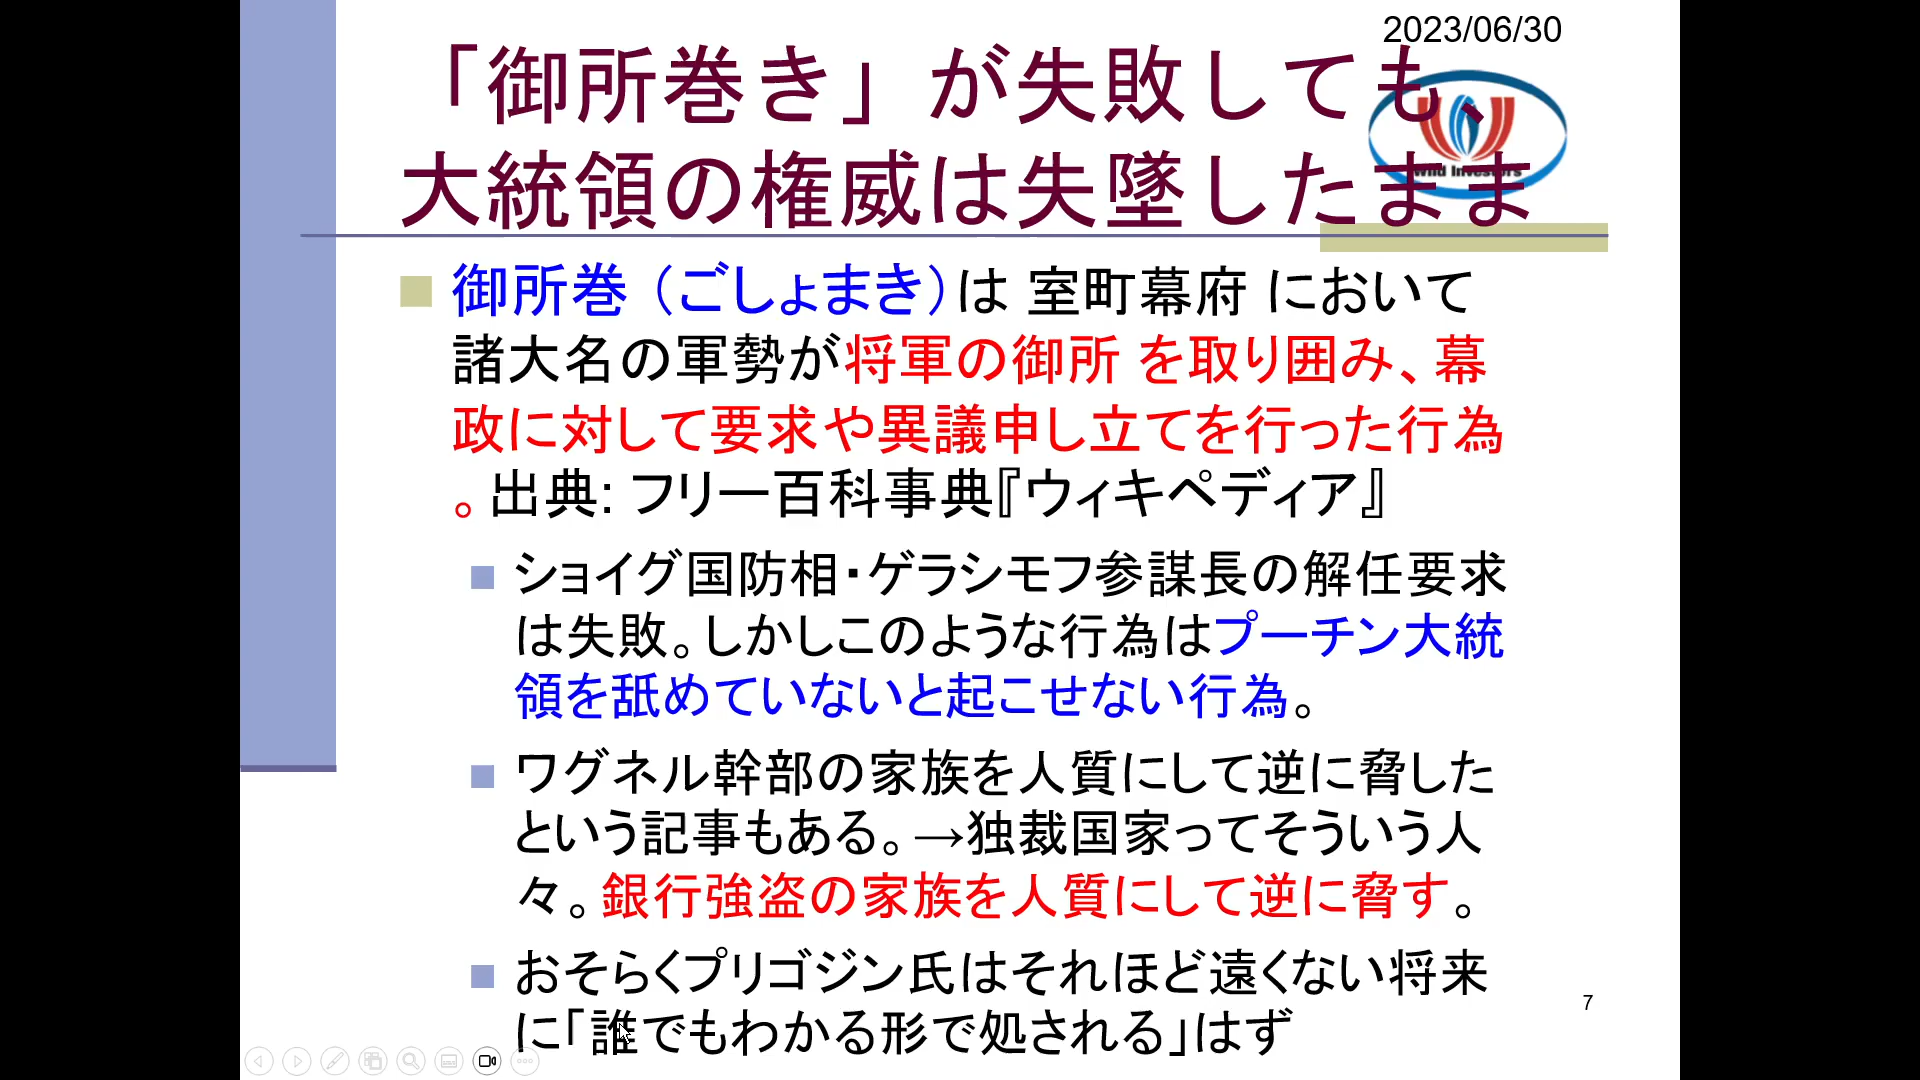 2023/06/30
「御所巻き」が失敗しても、
大統領の権威は失墜したまま
Wild Investors
御所巻（ごしょまき）は 室町幕府 において
諸大名の軍勢が将軍の御所 を取り囲み、幕
政に対して要求や異議申し立てを行った行為
。出典: フリー百科事典『ウィキペディア』
ショイグ国防相・ゲラシモフ参謀長の解任要求
は失敗。しかしこのような行為はプーチン大統
領を舐めていないと起こせない行為。
ワグネル幹部の家族を人質にして逆に脅した
という記事もある。→独裁国家ってそういう人
々。銀行強盗の家族を人質にして逆に脅す。
おそらくプリゴジン氏はそれほど遠くない将来
に「誰でもわかる形で処される」はず
7